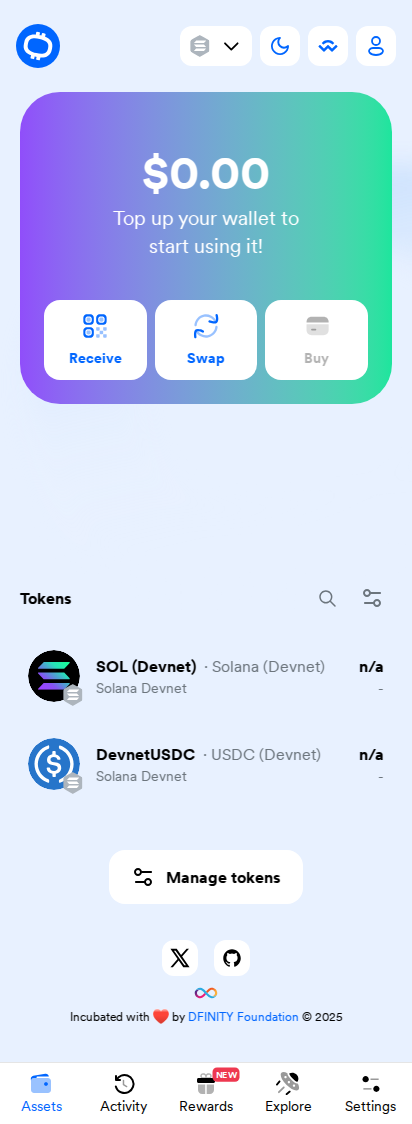 $0.00
Top up your wallet to
start using it!
Receive
Swap
Buy
Tokens
SOL (Devnet) · Solana (Devnet) n/a
Solana Devnet -
DevnetUSDC · USDC (Devnet) n/a
Solana Devnet -
Manage tokens
Incubated with ❤️ by DFINITY Foundation © 2025
NEW
Assets
Activity
Rewards
Explore
Settings